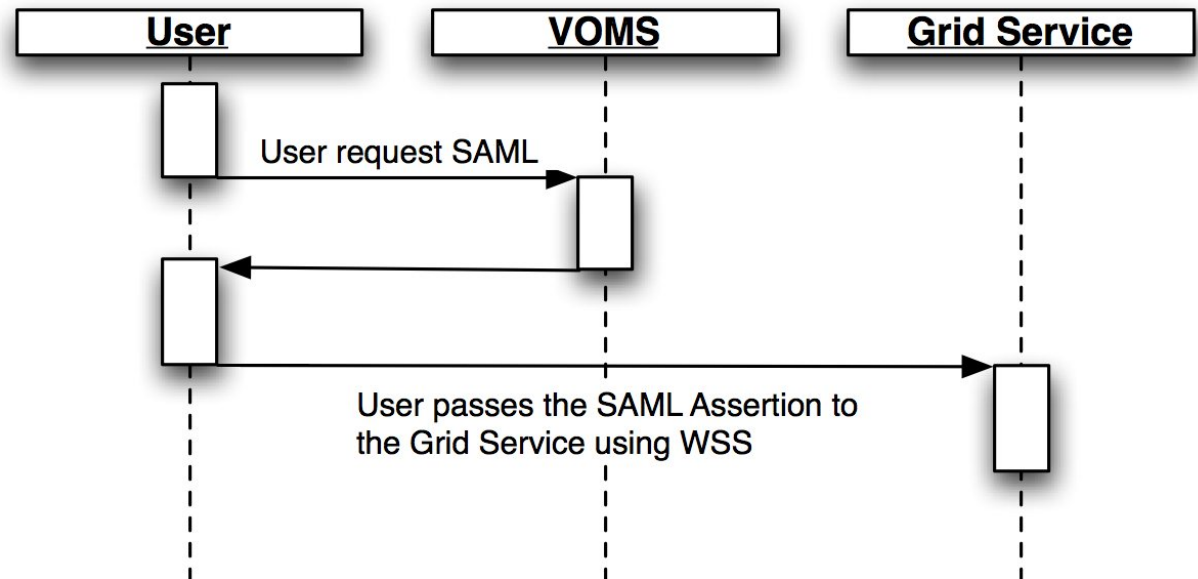 User
VOMS
Grid Service
User request SAML
User passes the SAML Assertion to
the Grid Service using WSS